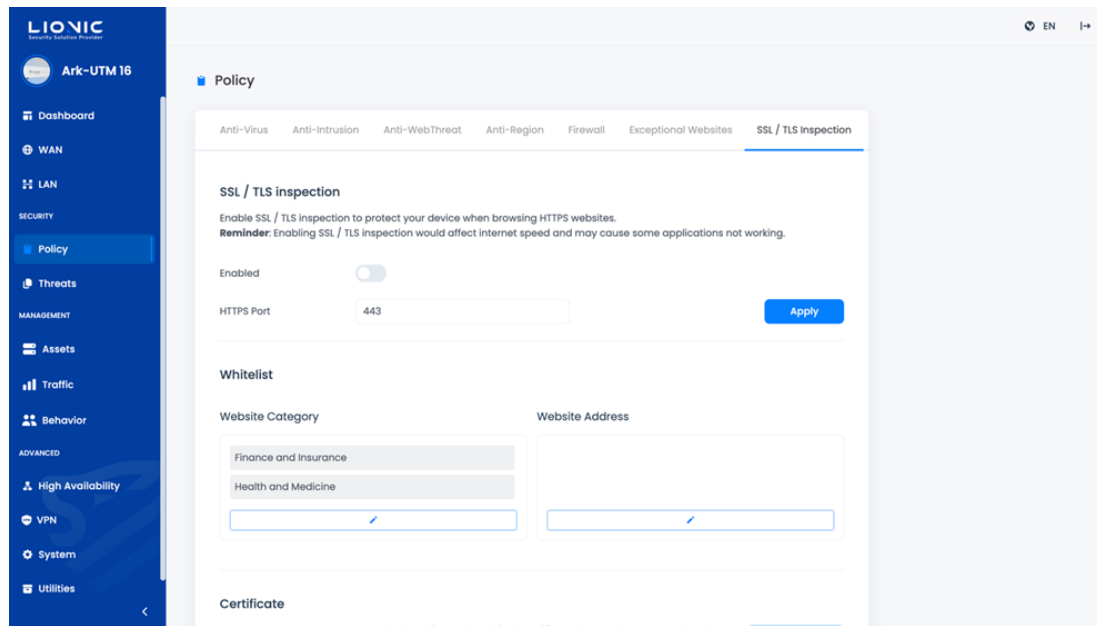 LIONIC
Security Solution Provider
EN
Ark-UTM 16
Policy
Dashboard
WAN
LAN
SECURITY
Policy
Threats
MANAGEMENT
Assets
Traffic
Behavior
ADVANCED
High Availability
VPN
System
Utilities
Anti-Virus
Anti-Intrusion
Anti-WebThreat
Anti-Region
Firewall
Exceptional Websites
SSL / TLS Inspection
SSL / TLS inspection
Enable SSL / TLS inspection to protect your device when browsing HTTPS websites.
Reminder: Enabling SSL / TLS inspection would affect internet speed and may cause some applications not working.
Enabled
HTTPS Port
443
Apply
Whitelist
Website Category
Website Address
Finance and Insurance
Health and Medicine
Certificate